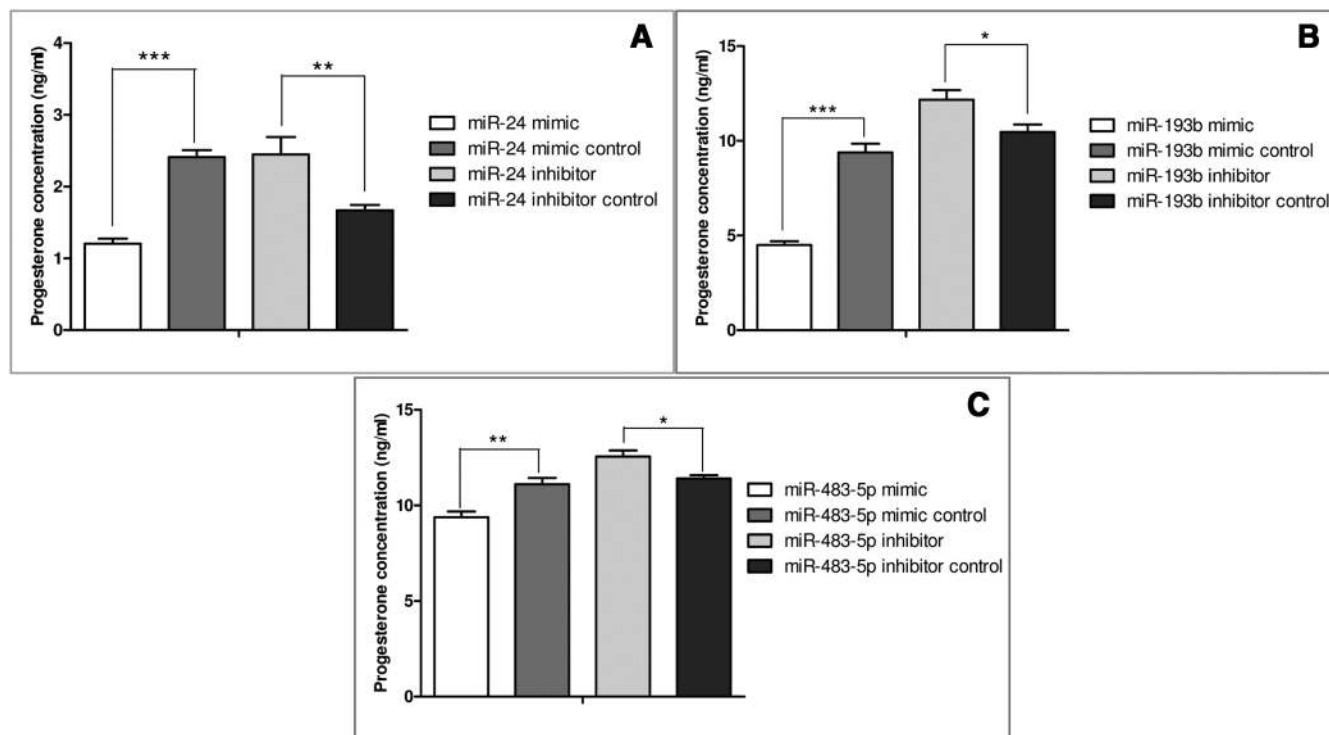 A
Progesterone concentration (ng/ml)
4
3
2
1
0
***
**
miR-24 mimic
miR-24 mimic control
miR-24 inhibitor
miR-24 inhibitor control
B
Progesterone concentration (ng/ml)
15
10
5
0
***
*
miR-193b mimic
miR-193b mimic control
miR-193b inhibitor
miR-193b inhibitor control
C
Progesterone concentration (ng/ml)
15
10
5
0
**
*
miR-483-5p mimic
miR-483-5p mimic control
miR-483-5p inhibitor
miR-483-5p inhibitor control